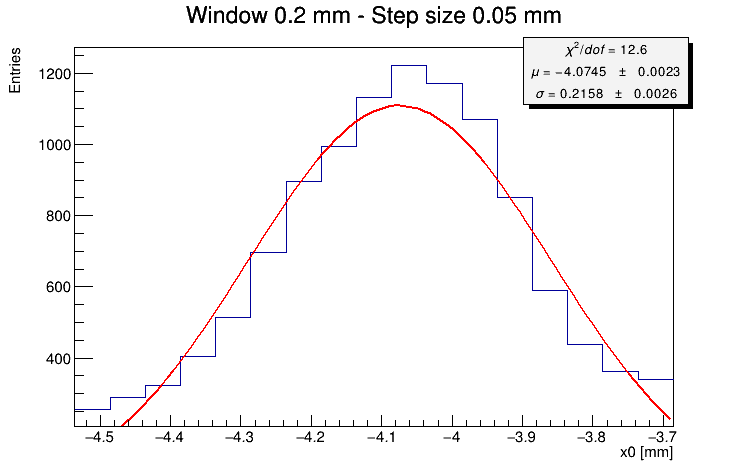 Window 0.2 mm - Step size 0.05 mm
χ²/dof = 12.6
μ = −4.0745 ± 0.0023
σ = 0.2158 ± 0.0026
Entries
1200
1000
800
600
400
−4.5 −4.4 −4.3 −4.2 −4.1 −4 −3.9 −3.8 −3.7
x0 [mm]